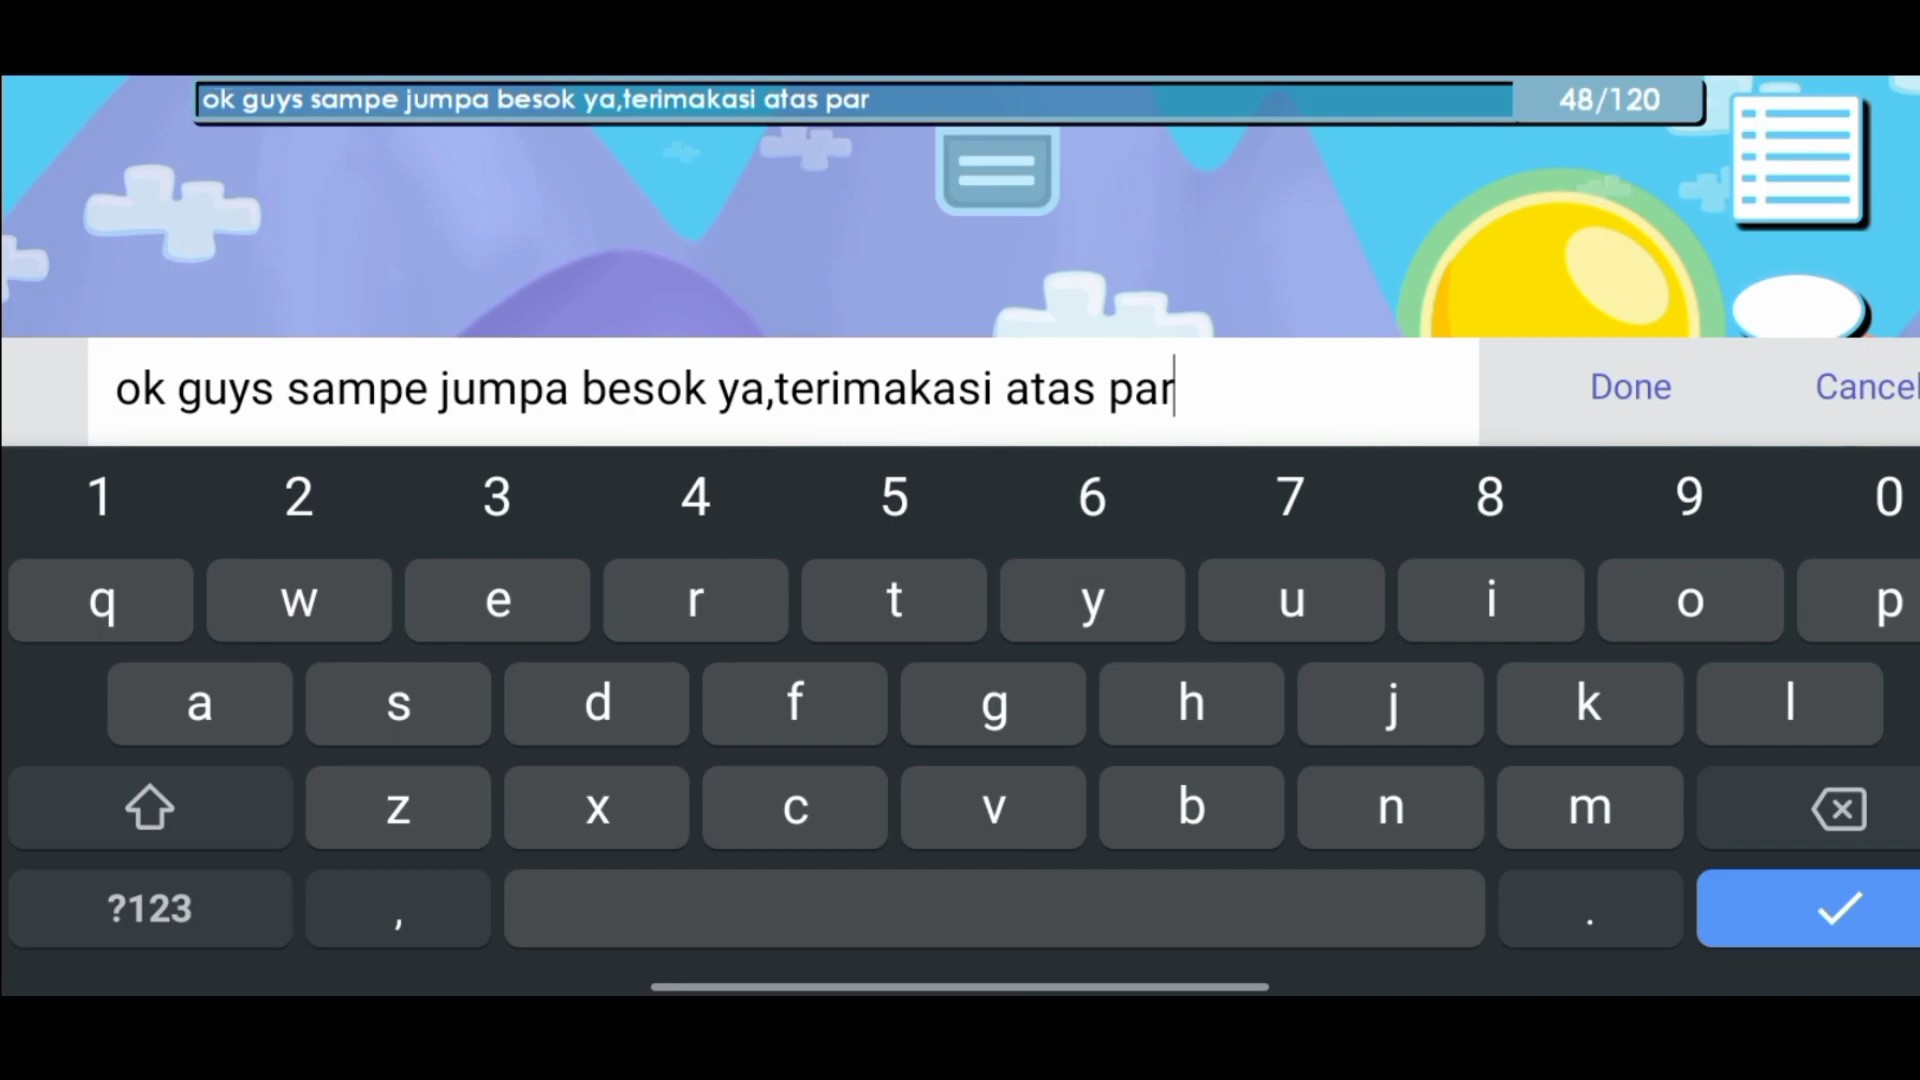 ok guys sampe jumpa besok ya,terimakasi atas par
48/120
ok guys sampe jumpa besok ya,terimakasi atas par
Done Cancel
1 2 3 4 5 6 7 8 9 0
q w e r t y u i o p
a s d f g h j k l
z x c v b n m
?123 , .